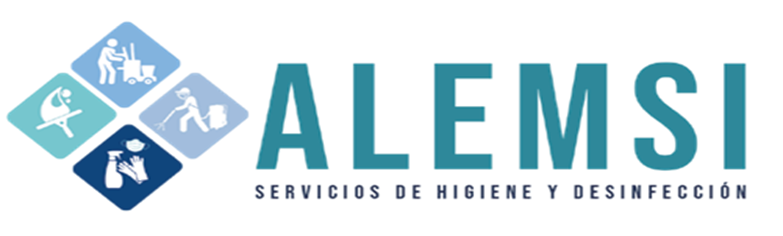 ALEMSI
SERVICIOS DE HIGIENE Y DESINFECCIÓN